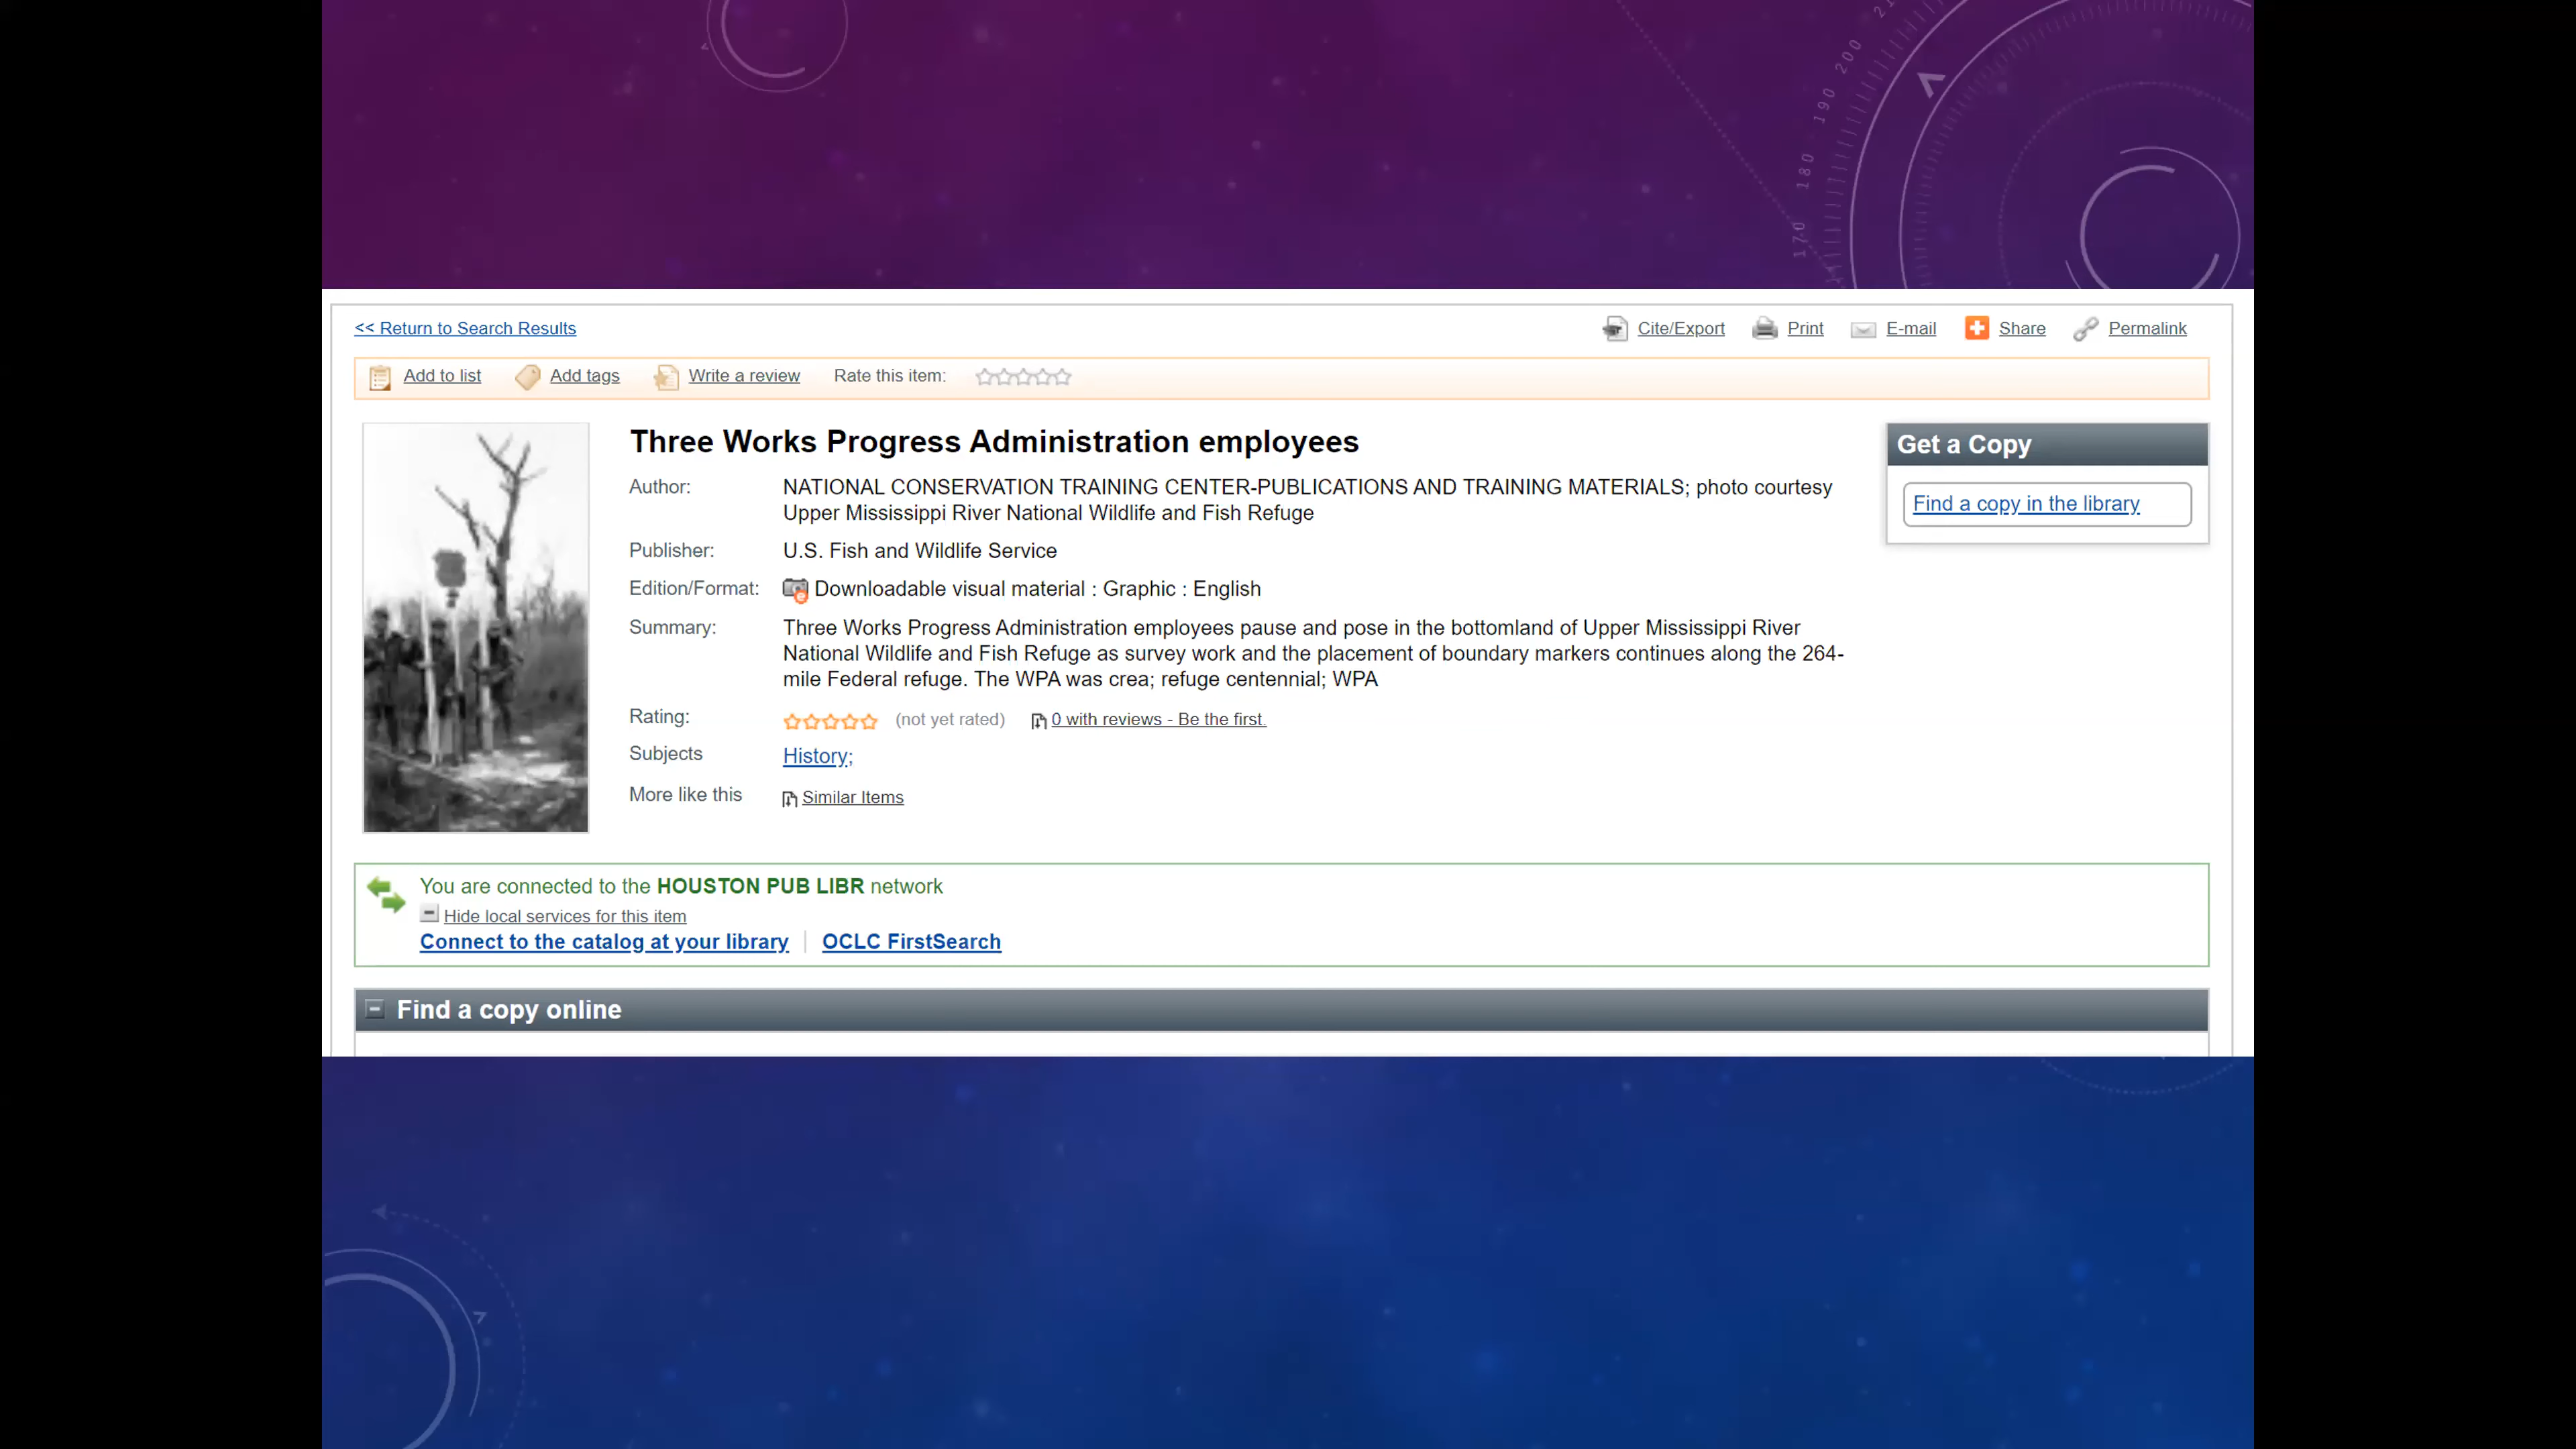 210
200
190
180
170
<< Return to Search Results
Cite/Export Print E-mail Share Permalink
Add to list Add tags Write a review Rate this item:
Three Works Progress Administration employees
Get a Copy
Find a copy in the library
Author: NATIONAL CONSERVATION TRAINING CENTER-PUBLICATIONS AND TRAINING MATERIALS; photo courtesy
Upper Mississippi River National Wildlife and Fish Refuge
Publisher: U.S. Fish and Wildlife Service
Edition/Format: Downloadable visual material : Graphic : English
Summary: Three Works Progress Administration employees pause and pose in the bottomland of Upper Mississippi River
National Wildlife and Fish Refuge as survey work and the placement of boundary markers continues along the 264-
mile Federal refuge. The WPA was crea; refuge centennial; WPA
Rating: (not yet rated) 0 with reviews - Be the first.
Subjects History;
More like this Similar Items
You are connected to the HOUSTON PUB LIBR network
Hide local services for this item
Connect to the catalog at your library | OCLC FirstSearch
Find a copy online